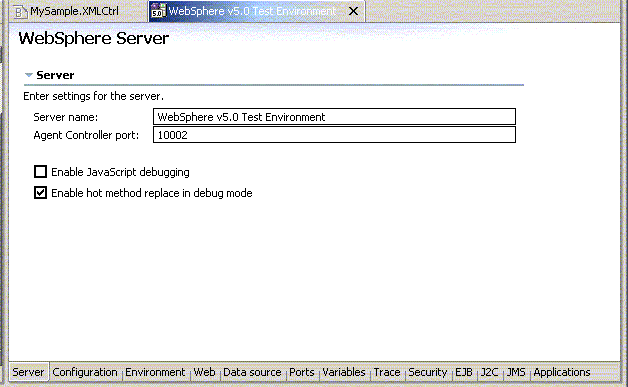 MySample.XMLCtrl WebSphere v5.0 Test Environment
WebSphere Server
Server
Enter settings for the server.
Server name: WebSphere v5.0 Test Environment
Agent Controller port: 10002
Enable JavaScript debugging
Enable hot method replace in debug mode
Server Configuration Environment Web Data source Ports Variables Trace Security EJB J2C JMS Applications